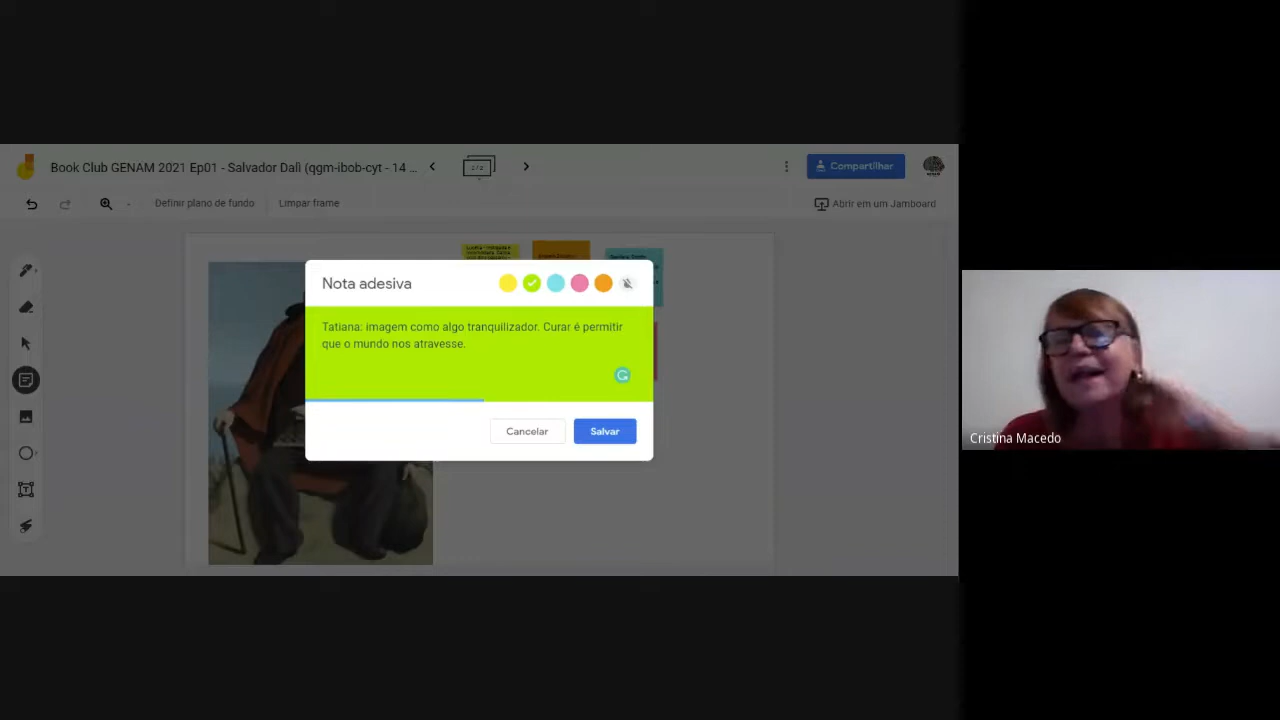 Book Club GENAM 2021 Ep01 - Salvador Dalì (qgm-ibob-cyt - 14 ...
Compartilhar
Definir plano de fundo
Limpar frame
Abrir em um Jamboard
Nota adesiva
Tatiana: imagem como algo tranquilizador. Curar é permitir
que o mundo nos atravesse.
Cancelar
Salvar
Cristina Macedo